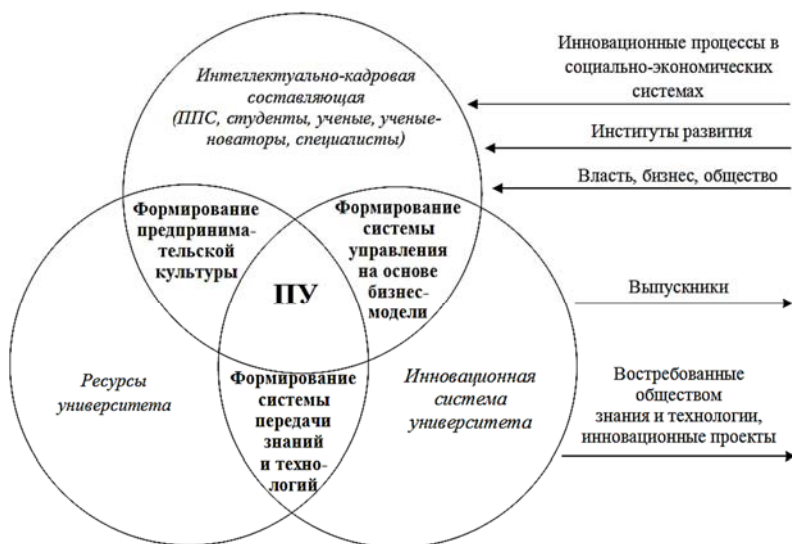 Интеллектуально-кадровая
составляющая
(ППС, студенты, ученые, ученые-
новаторы, специалисты)
Инновационные процессы в
социально-экономических
системах
Институты развития
Власть, бизнес, общество
Формирование
предпринима-
тельской
культуры
Формирование
системы
управления
на основе
бизнес-
модели
ПУ
Выпускники
Ресурсы
университета
Формирование
системы
передачи
знаний
и техно-
логий
Инновационная
система
университета
Востребованные
обществом
знания и технологии,
инновационные проекты